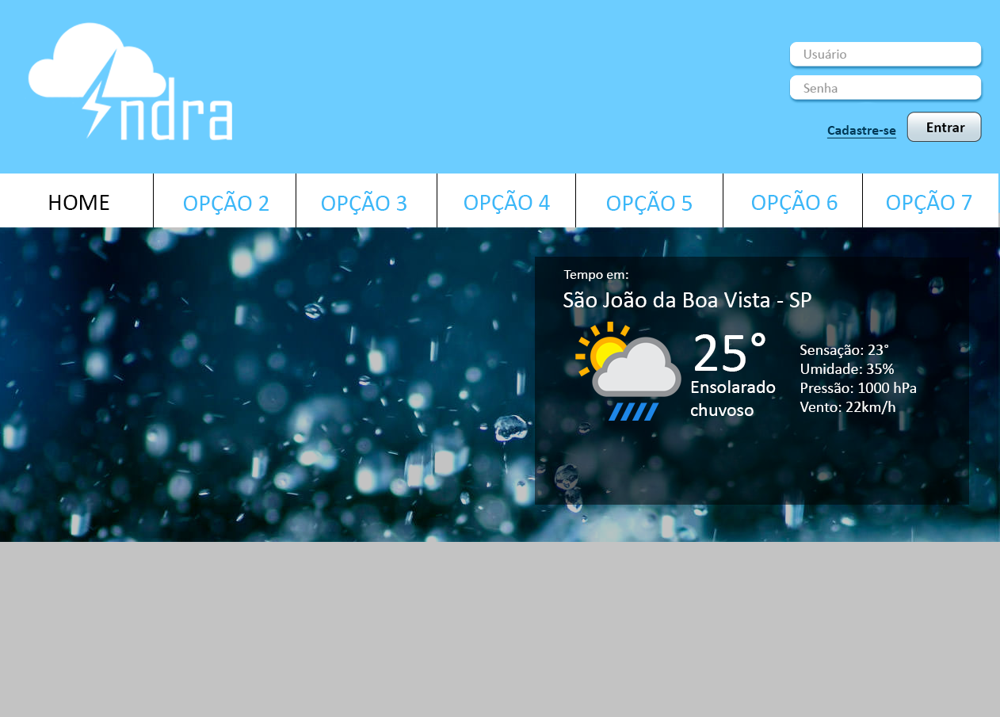 Indra
Usuário
Senha
Cadastre-se
Entrar
HOME
OPÇÃO 2
OPÇÃO 3
OPÇÃO 4
OPÇÃO 5
OPÇÃO 6
OPÇÃO 7
Tempo em:
São João da Boa Vista - SP
25°
Ensolarado
chuvoso
Sensação: 23°
Umidade: 35%
Pressão: 1000 hPa
Vento: 22km/h